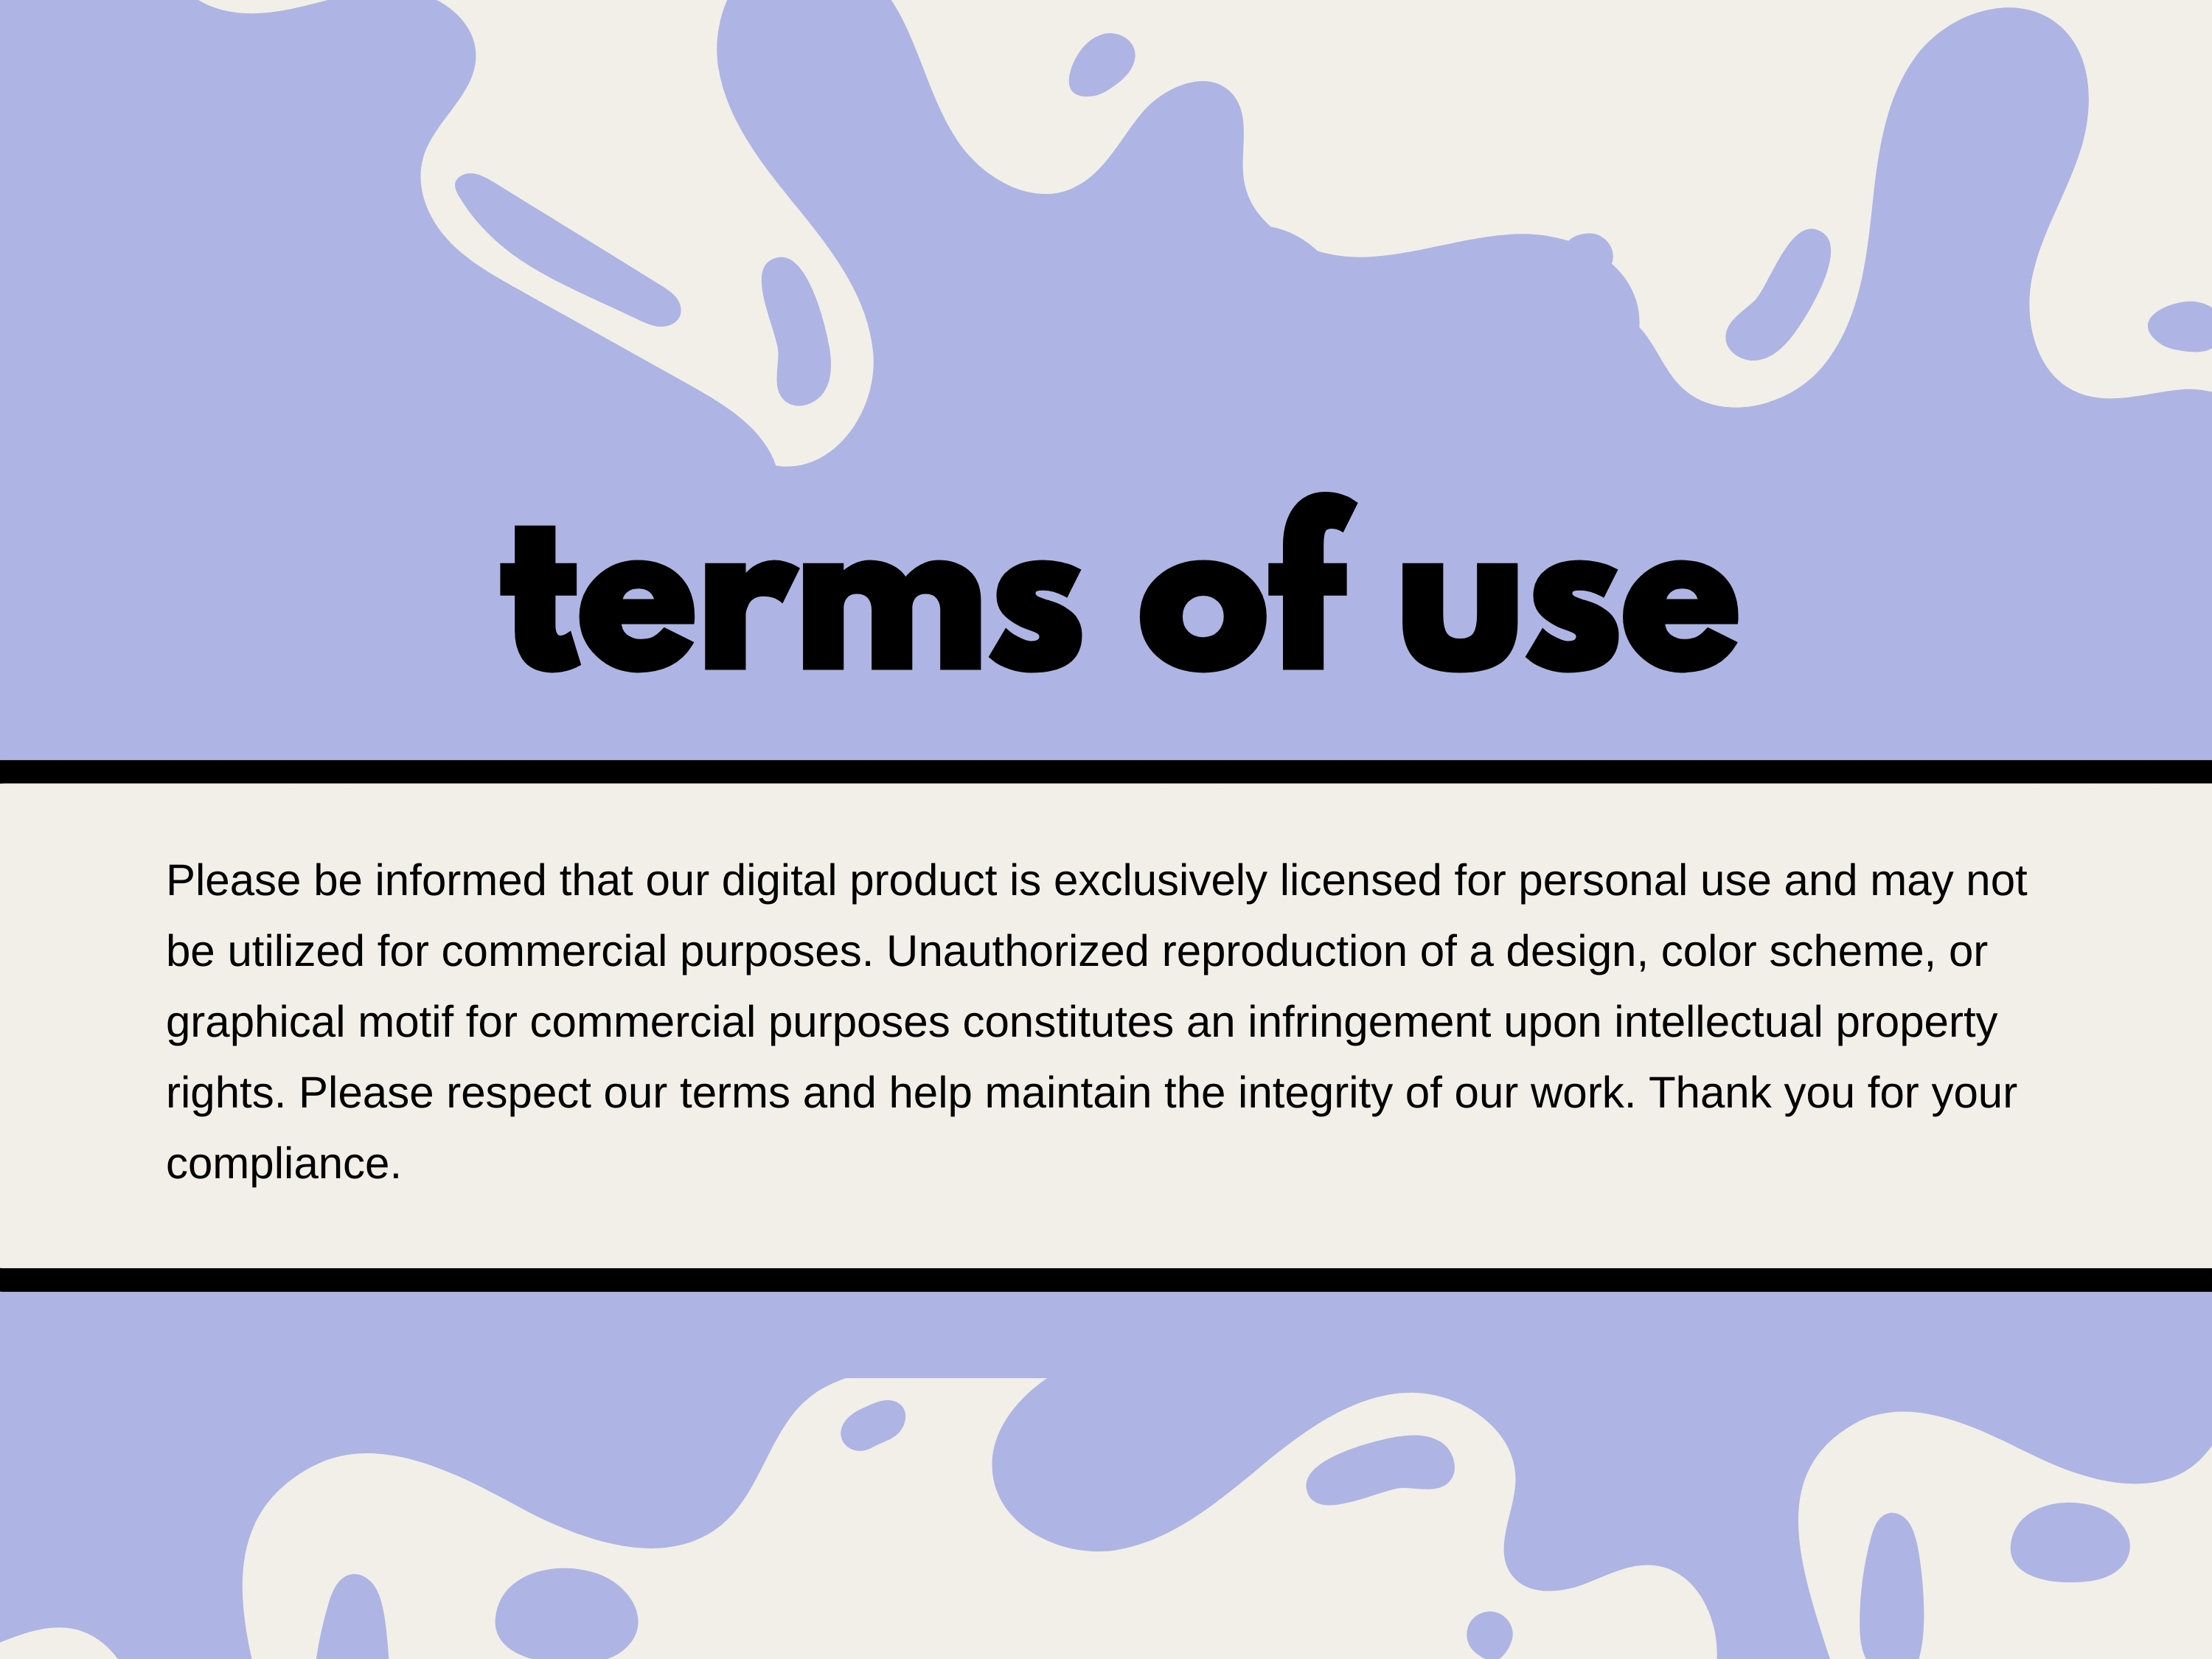 terms of use
Please be informed that our digital product is exclusively licensed for personal use and may not
be utilized for commercial purposes. Unauthorized reproduction of a design, color scheme, or
graphical motif for commercial purposes constitutes an infringement upon intellectual property
rights. Please respect our terms and help maintain the integrity of our work. Thank you for your
compliance.